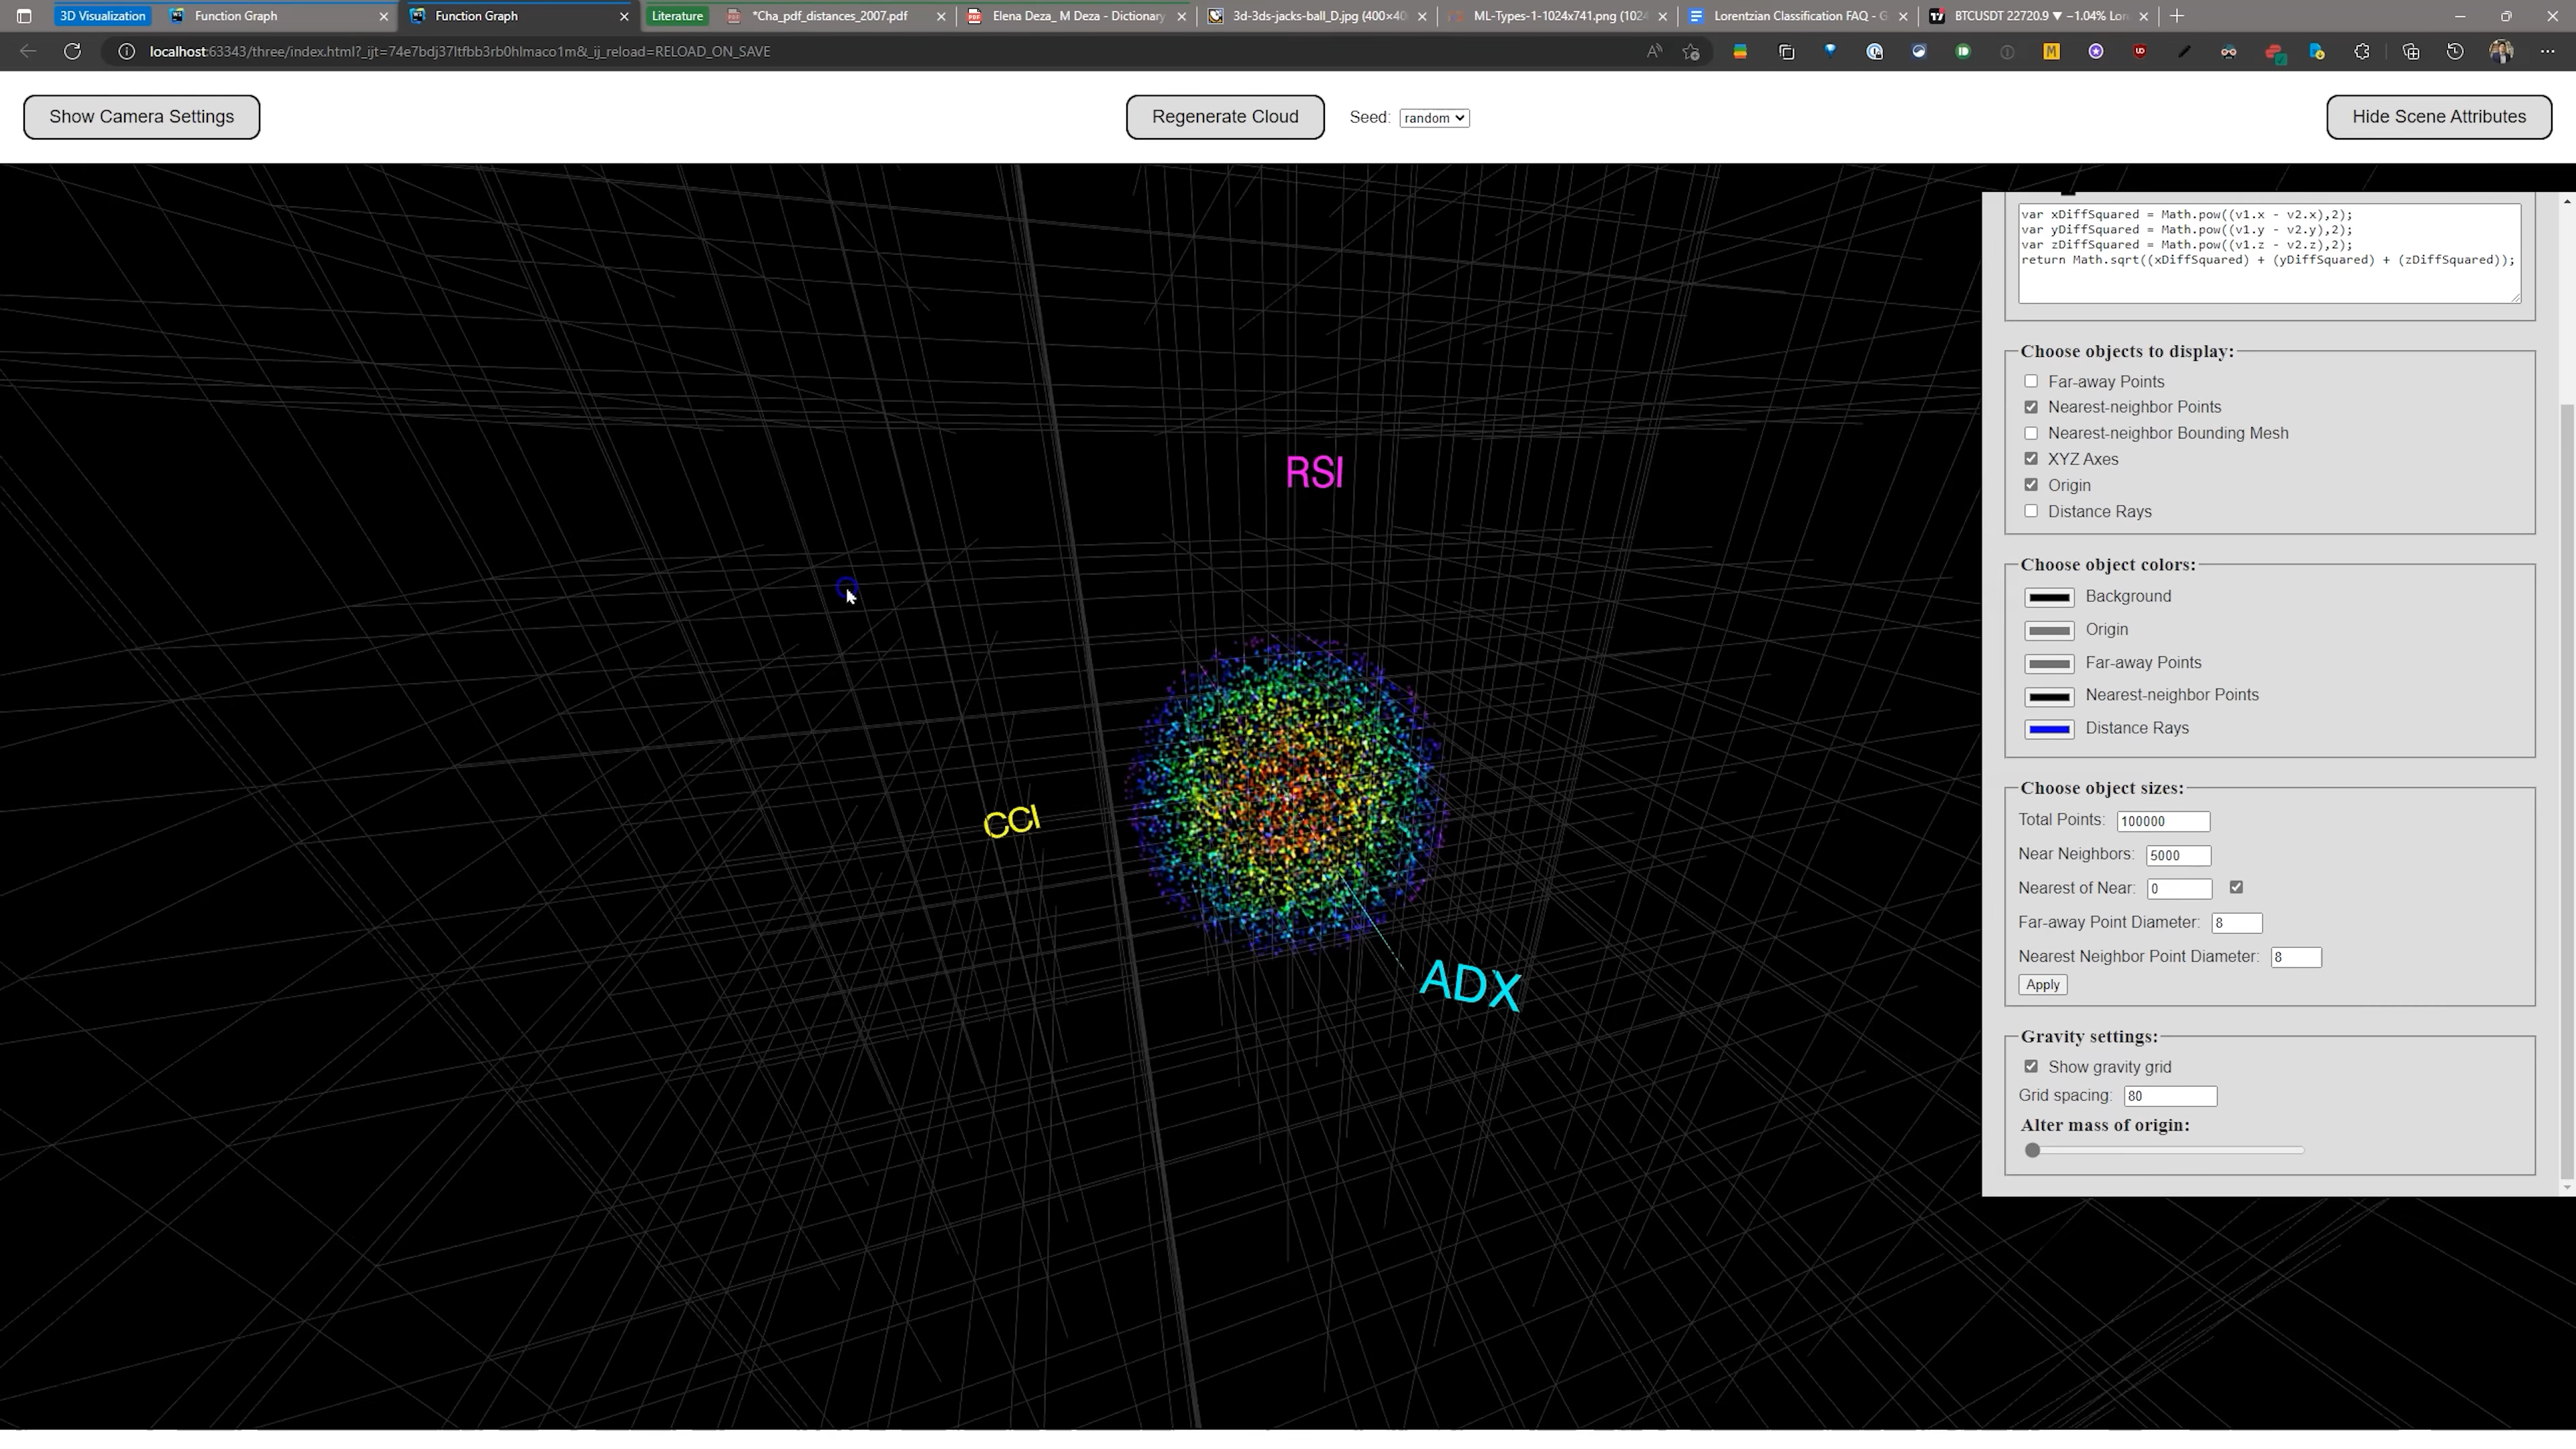 3D Visualization
Function Graph
Function Graph
Literature
*Cha_pdf_distances_2007.pdf
Elena Deza_ M Deza - Dictionary
3d-3ds-jacks-ball_D.jpg (400×40
ML-Types-1-1024x741.png (1024
Lorentzian Classification FAQ - G
BTCUSDT 22720.9 ▼ −1.04% Lore
localhost:63343/three/index.html?_ijt=74e7bdj37ltfbb3rb0hlmaco1m&_ij_reload=RELOAD_ON_SAVE
Show Camera Settings
Regenerate Cloud
Seed: random
Hide Scene Attributes
var xDiffSquared = Math.pow((v1.x - v2.x),2);
var yDiffSquared = Math.pow((v1.y - v2.y),2);
var zDiffSquared = Math.pow((v1.z - v2.z),2);
return Math.sqrt((xDiffSquared) + (yDiffSquared) + (zDiffSquared));
Choose objects to display:
Far-away Points
Nearest-neighbor Points
Nearest-neighbor Bounding Mesh
XYZ Axes
Origin
Distance Rays
Choose object colors:
Background
Origin
Far-away Points
Nearest-neighbor Points
Distance Rays
Choose object sizes:
Total Points: 100000
Near Neighbors: 5000
Nearest of Near: 0
Far-away Point Diameter: 8
Nearest Neighbor Point Diameter: 8
Apply
Gravity settings:
Show gravity grid
Grid spacing: 80
Alter mass of origin:
RSI
CCI
ADX